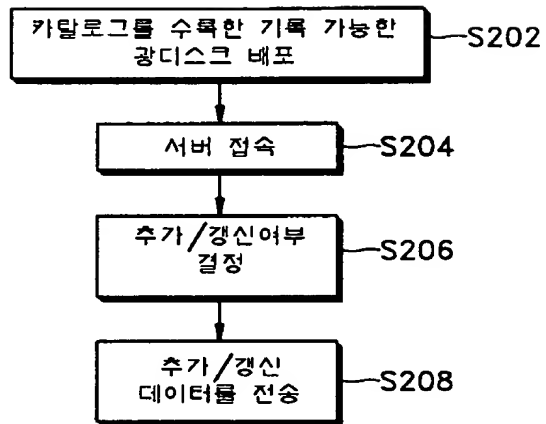 카탈로그를 수록한 기록 가능한
광디스크 배포
S202
서버 접속
S204
추가/갱신여부
결정
S206
추가/갱신
데이터를 전송
S208